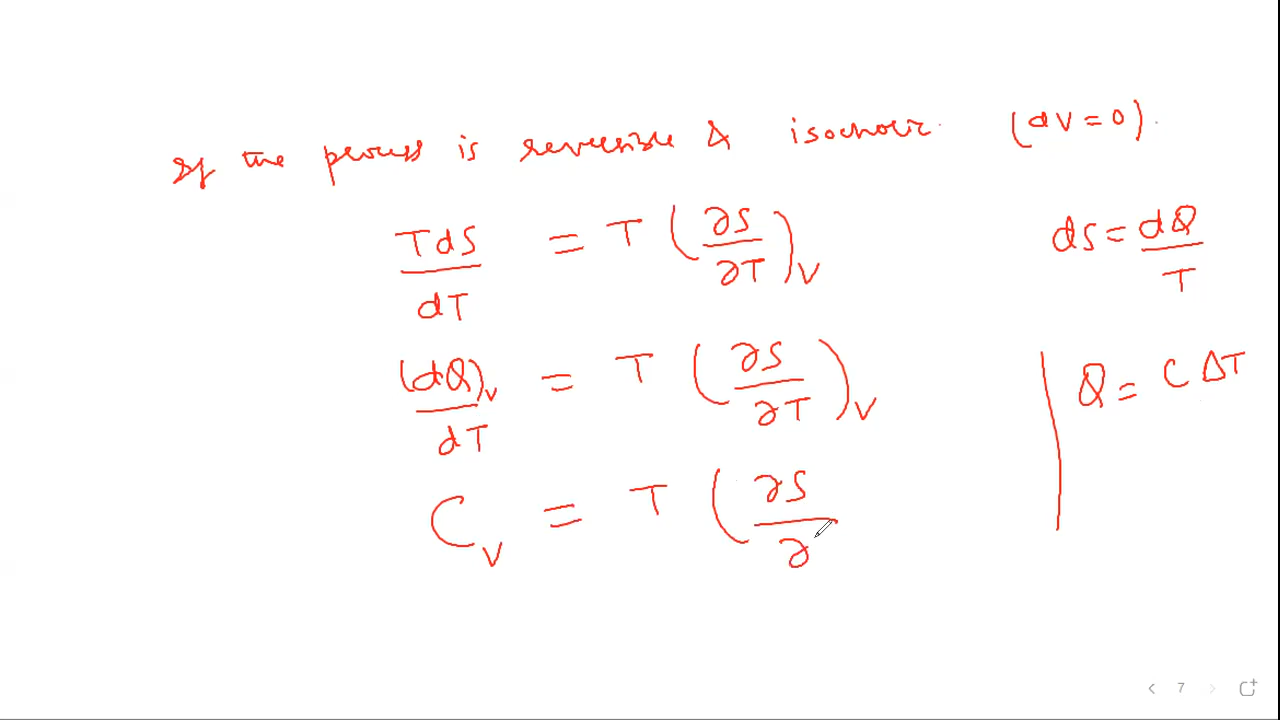 If the process is reversible & isochoric (dV = 0).
TdS/dT = T (∂S/∂T)_V
dS = dQ/T
(dQ)_V/dT = T (∂S/∂T)_V
Q = C ΔT
C_V = T (∂S/∂
7